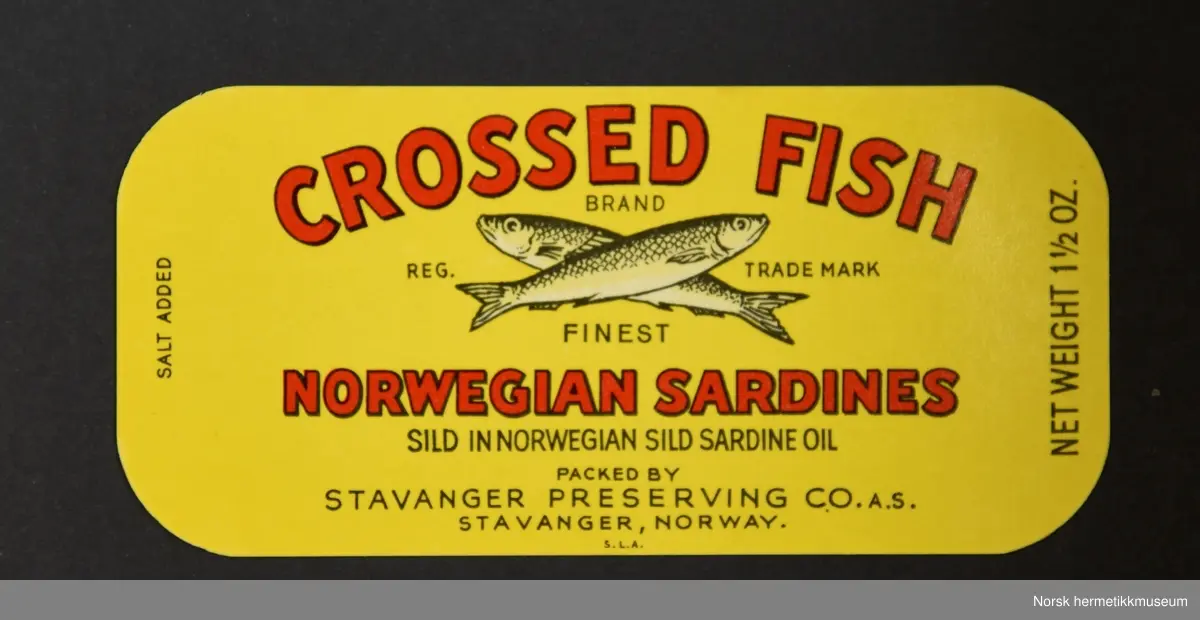 CROSSED FISH
BRAND
REG. TRADE MARK
FINEST
NORWEGIAN SARDINES
SILD IN NORWEGIAN SILD SARDINE OIL
PACKED BY
STAVANGER PRESERVING CO. A.S.
STAVANGER, NORWAY.
S.L.A.
SALT ADDED
NET WEIGHT 1½ OZ.
Norsk hermetikkmuseum